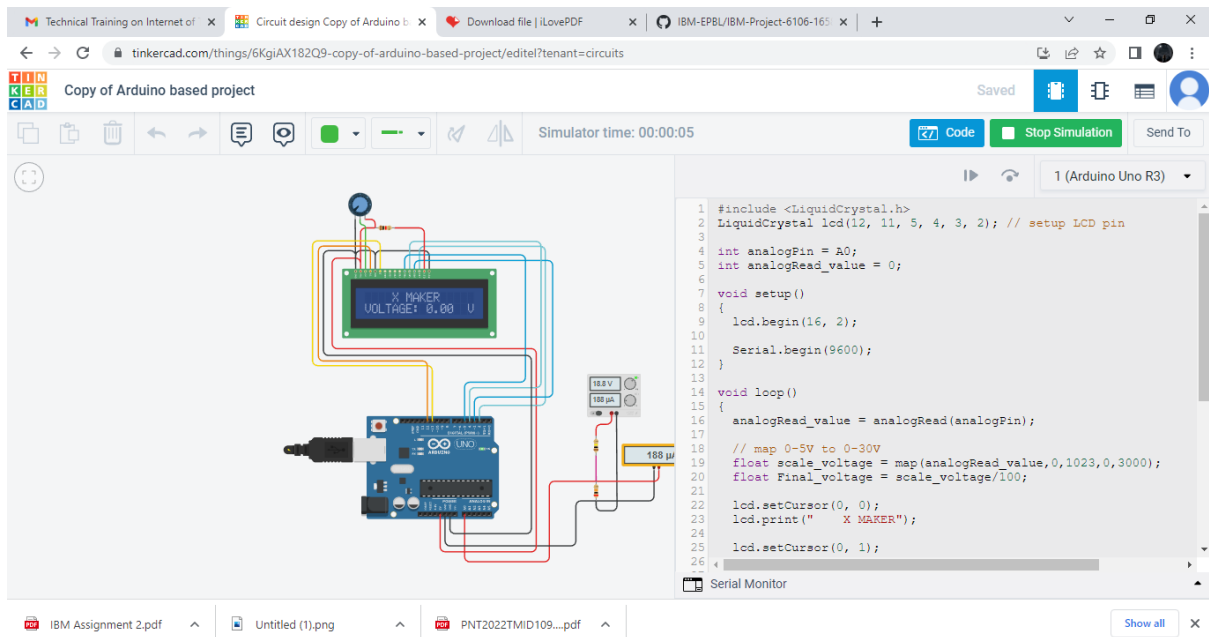 Technical Training on Internet of
Circuit design Copy of Arduino b
Download file | iLovePDF
IBM-EPBL/IBM-Project-6106-165
tinkercad.com/things/6KgiAX182Q9-copy-of-arduino-based-project/editel?tenant=circuits
TIN
KER
CAD
Copy of Arduino based project
Saved
Simulator time: 00:00:05
Code
Stop Simulation
Send To
1 (Arduino Uno R3)
X MAKER
VOLTAGE: 0.00 V
18.8 V
188 µA
188 µA
UNO
ARDUINO
1 #include <LiquidCrystal.h>
2 LiquidCrystal lcd(12, 11, 5, 4, 3, 2); // setup LCD pin
3
4 int analogPin = A0;
5 int analogRead_value = 0;
6
7 void setup()
8 {
9 lcd.begin(16, 2);
10
11 Serial.begin(9600);
12 }
13
14 void loop()
15 {
16 analogRead_value = analogRead(analogPin);
17
18 // map 0-5V to 0-30V
19 float scale_voltage = map(analogRead_value,0,1023,0,3000);
20 float Final_voltage = scale_voltage/100;
21
22 lcd.setCursor(0, 0);
23 lcd.print("    X MAKER");
24
25 lcd.setCursor(0, 1);
26
Serial Monitor
IBM Assignment 2.pdf
Untitled (1).png
PNT2022TMID109....pdf
Show all